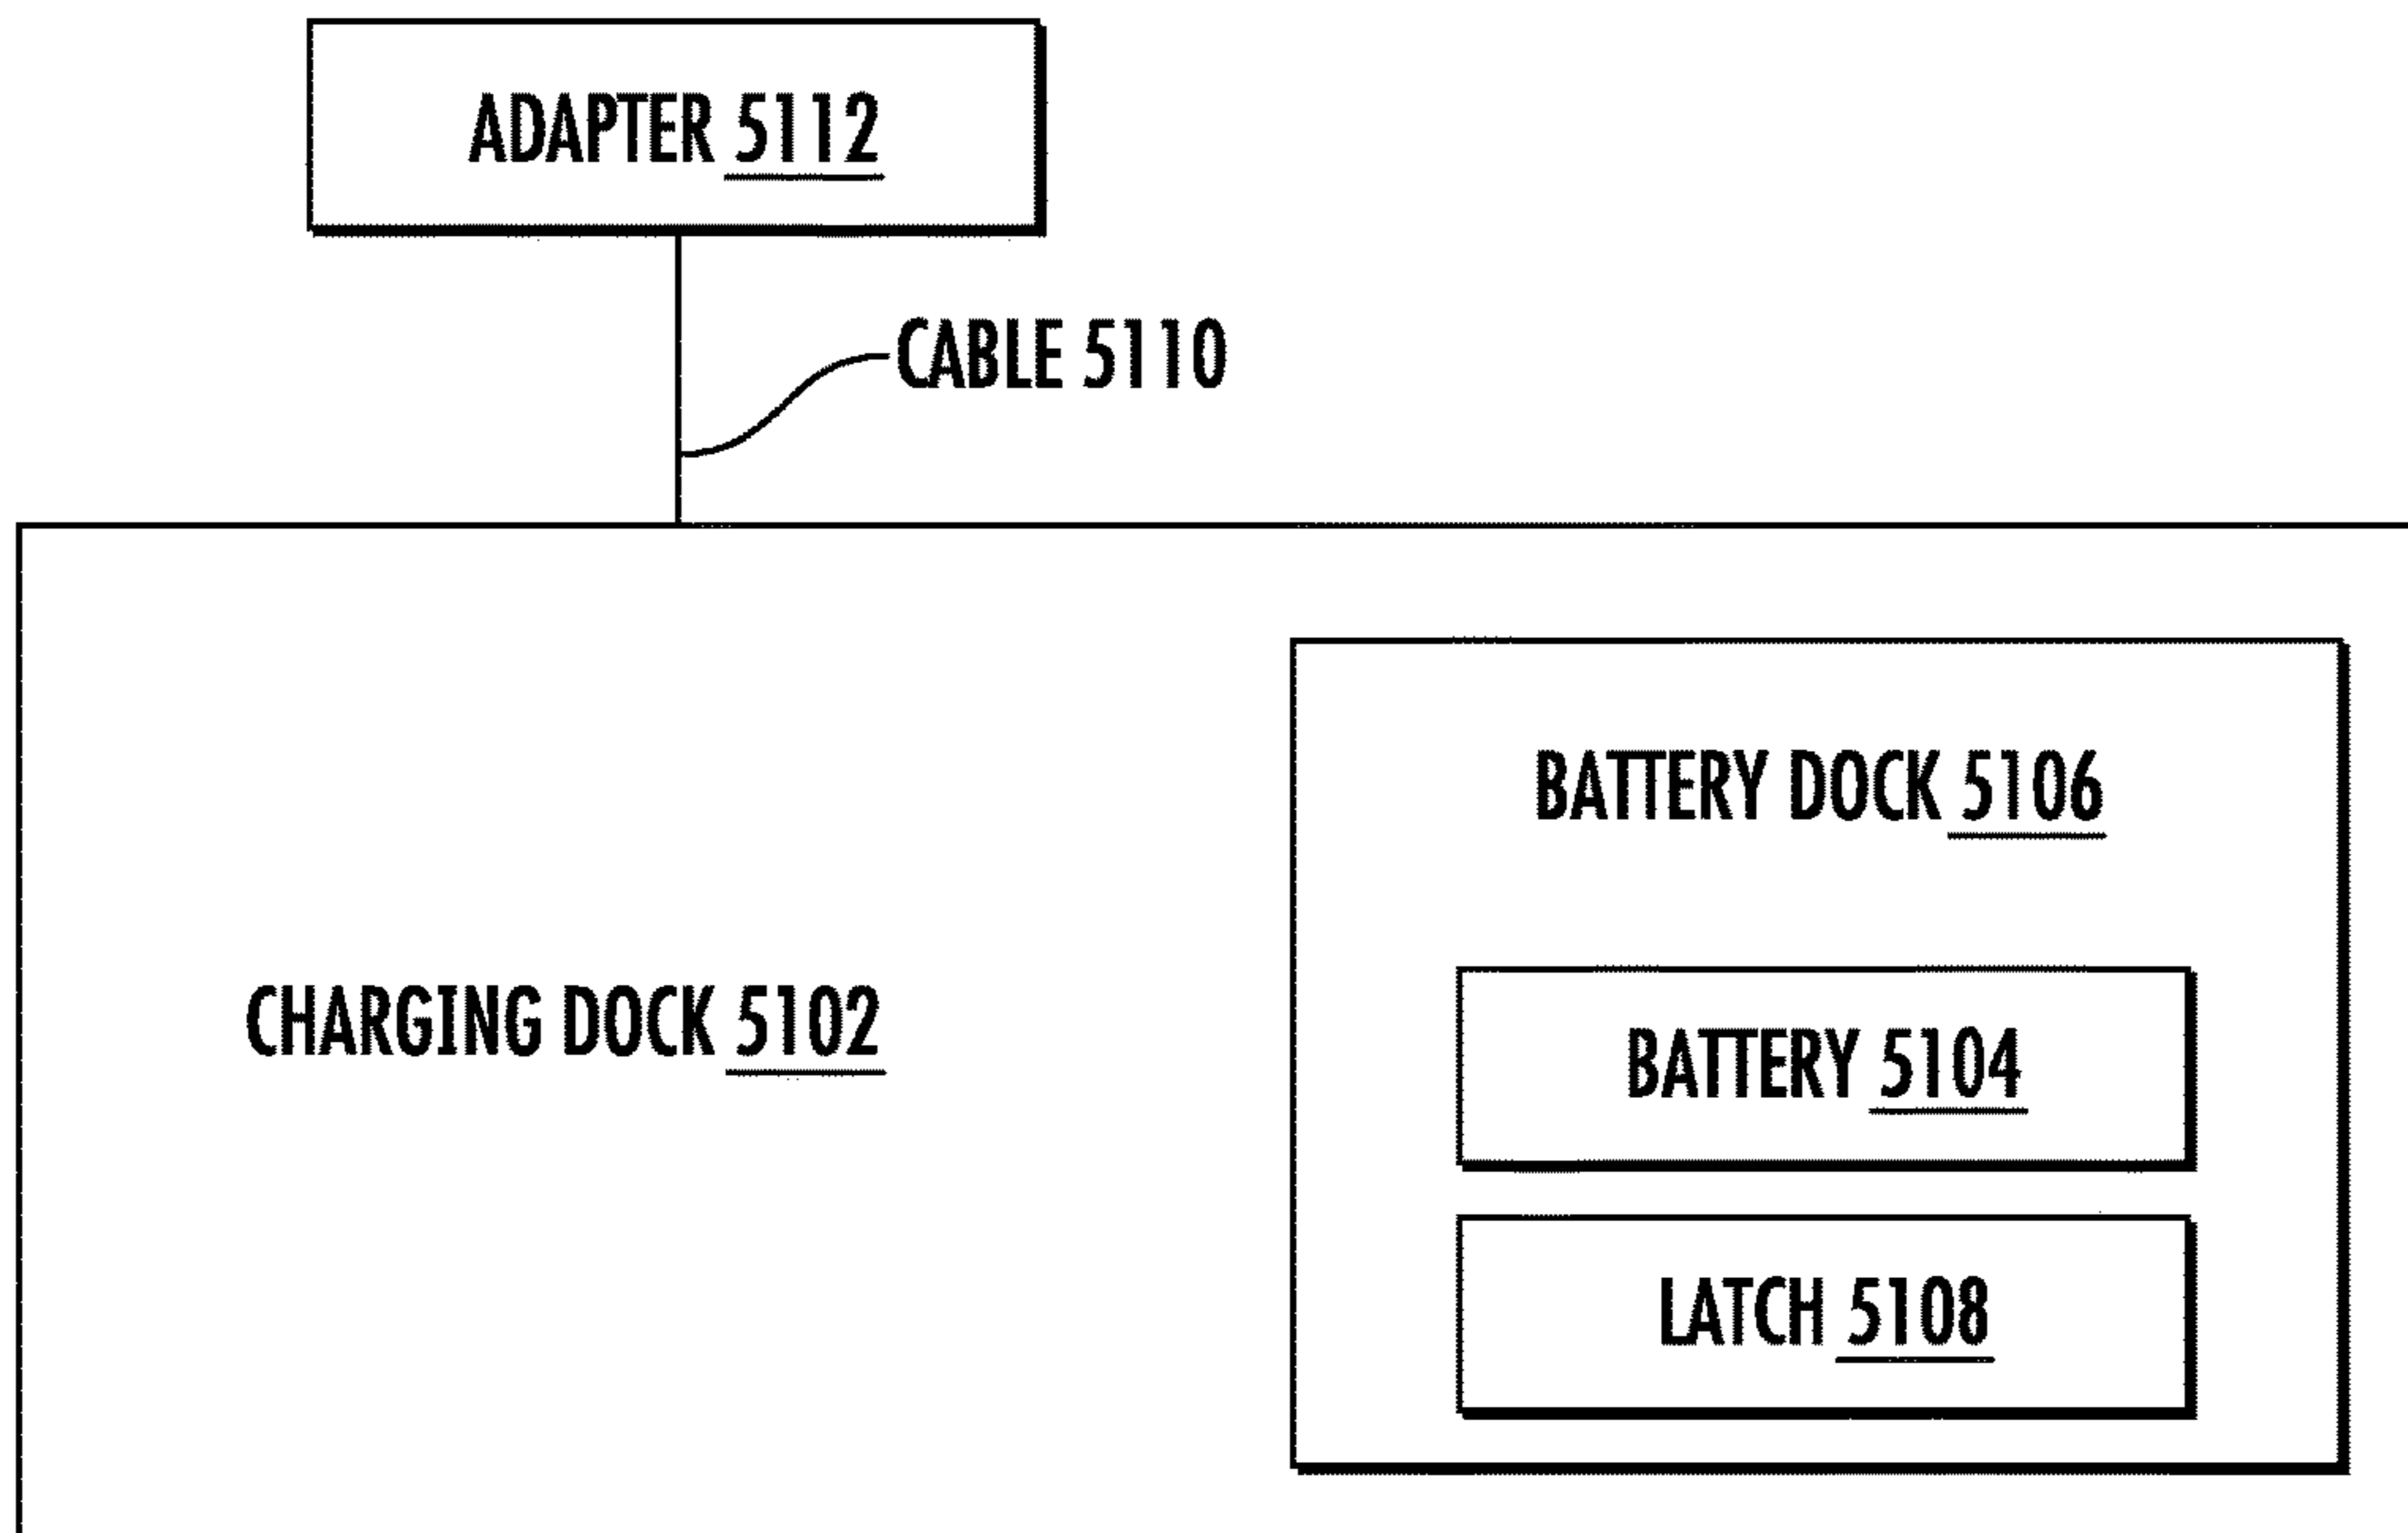 ADAPTER 5112
CABLE 5110
BATTERY DOCK 5106
CHARGING DOCK 5102
BATTERY 5104
LATCH 5108